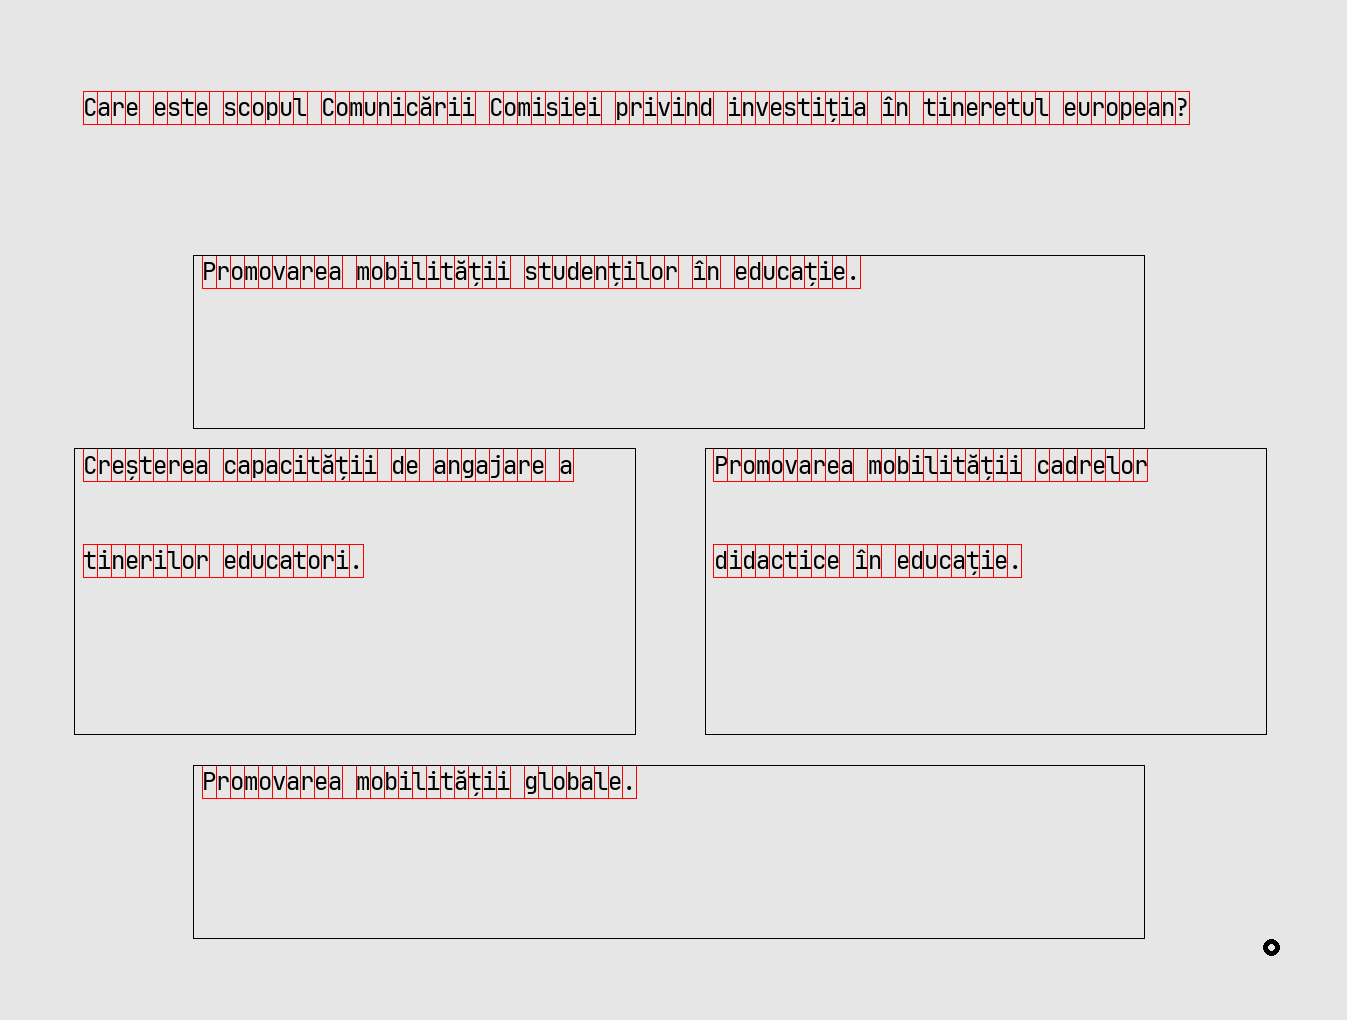 Care este scopul Comunicării Comisiei privind investiția în tineretul european?
Promovarea mobilității studenților în educație.
Creșterea capacității de angajare a
tinerilor educatori.
Promovarea mobilității cadrelor
didactice în educație.
Promovarea mobilității globale.